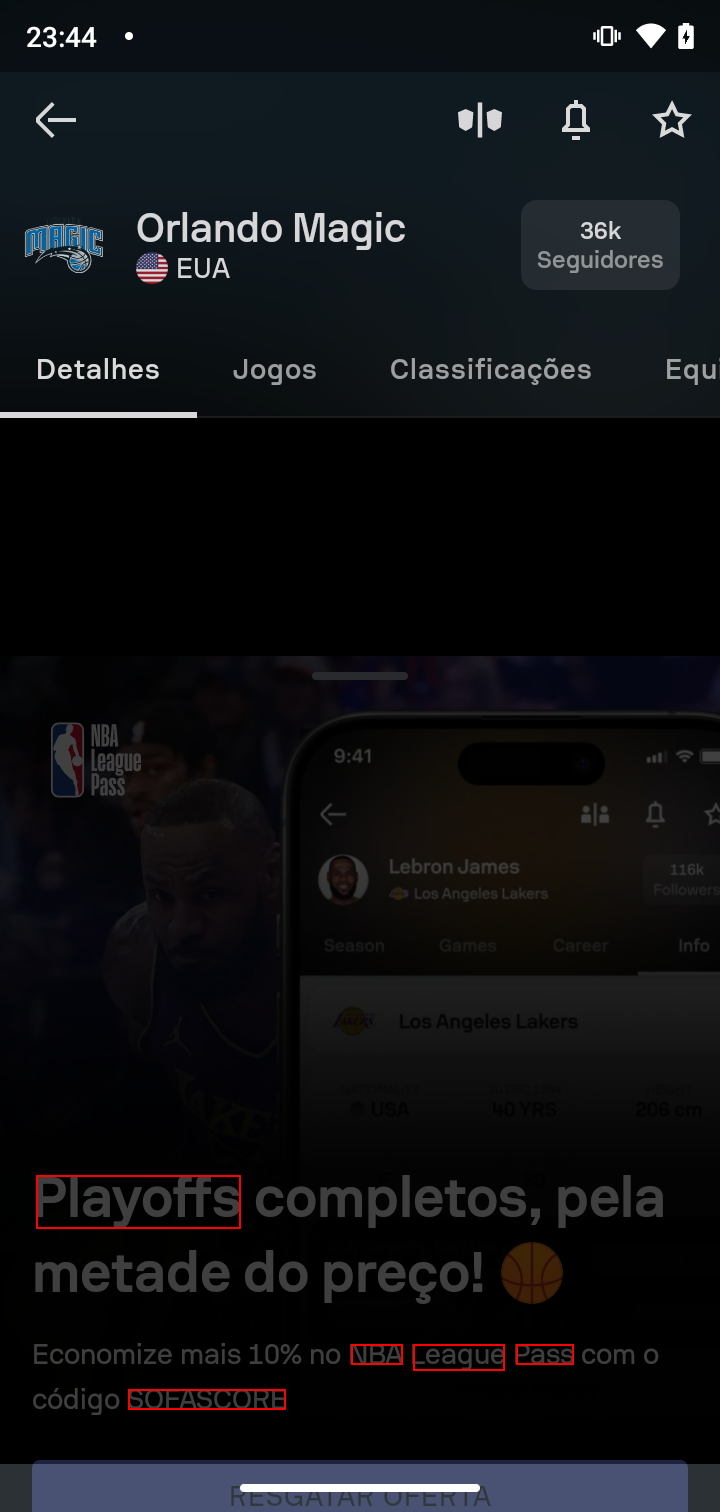 23:44
MAGIC
Orlando Magic
EUA
36k
Seguidores
Detalhes
Jogos
Classificações
Equi
NBA
League
Pass
9:41
Lebron James
Los Angeles Lakers
116k
Followers
Season
Games
Career
Info
Los Angeles Lakers
USA
40 YRS
206 cm
Playoffs completos, pela
metade do preço!
Economize mais 10% no NBA League Pass com o
código SOFASCORE
RESGATAR OFERTA